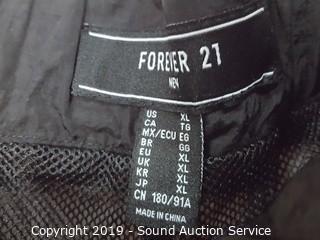 FOREVER 21
MEN
US XL
CA TG
MX/ECU EG
BR GG
EU XL
UK XL
KR XL
JP XL
CN 180/91A
MADE IN CHINA
Copyright 2019 - Sound Auction Service